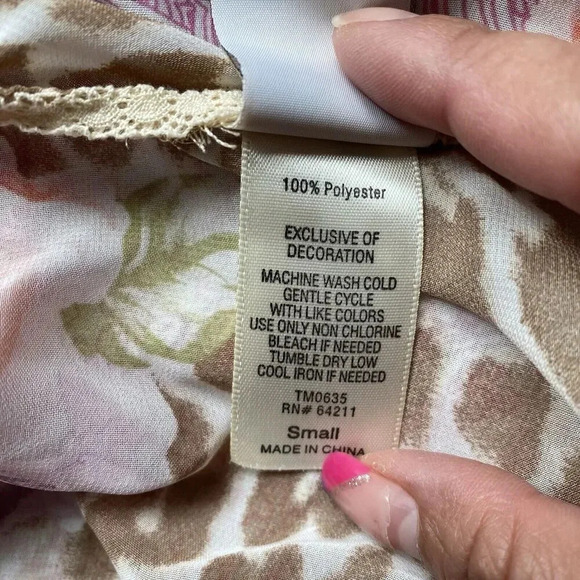 100% Polyester
EXCLUSIVE OF
DECORATION
MACHINE WASH COLD
GENTLE CYCLE
WITH LIKE COLORS
USE ONLY NON CHLORINE
BLEACH IF NEEDED
TUMBLE DRY LOW
COOL IRON IF NEEDED
TM0635
RN# 64211
Small
MADE IN CHINA